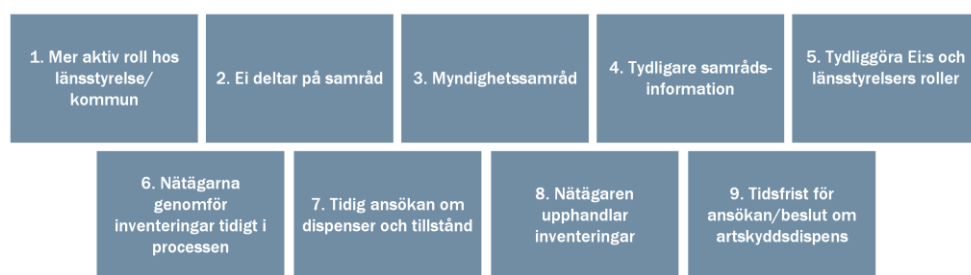 1. Mer aktiv roll hos
länsstyrelse/
kommun
2. Ei deltar på samråd
3. Myndighetssamråd
4. Tydligare samråds-
information
5. Tydliggöra Ei:s och
länsstyrelsers roller
6. Nätägarna
genomför
inventeringar tidigt i
processen
7. Tidig ansökan om
dispenser och tillstånd
8. Nätägaren
upphandlar
inventeringar
9. Tidsfrist för
ansökan/beslut om
artskyddsdispens